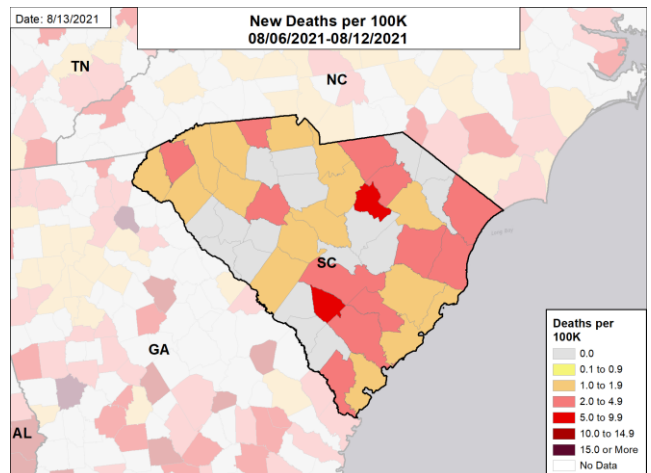 Date: 8/13/2021
New Deaths per 100K
08/06/2021-08/12/2021
TN
NC
SC
GA
AL
Deaths per
100K
0.0
0.1 to 0.9
1.0 to 1.9
2.0 to 4.9
5.0 to 9.9
10.0 to 14.9
15.0 or More
No Data